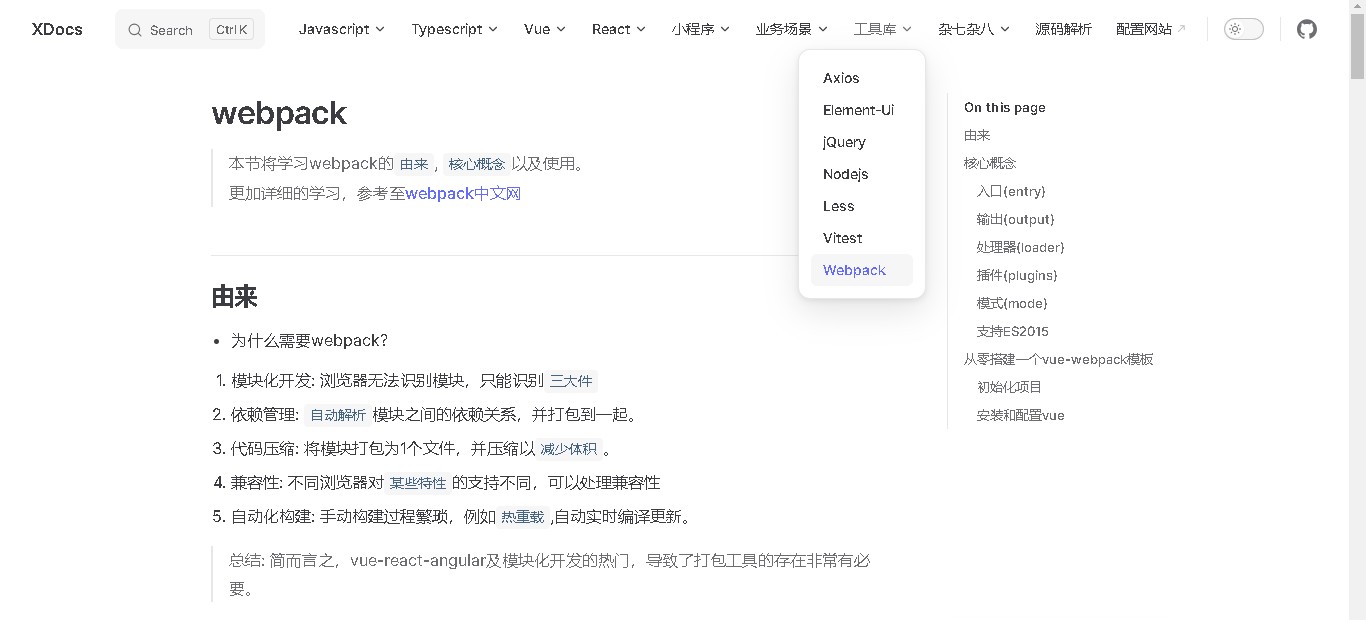 XDocs Search Ctrl K Javascript Typescript Vue React 小程序 业务场景 工具库 杂七杂八 源码解析 配置网站
Axios
Element-Ui
jQuery
Nodejs
Less
Vitest
Webpack
webpack
本节将学习webpack的 由来 , 核心概念 以及使用。
更加详细的学习，参考至webpack中文网
由来
• 为什么需要webpack?
1. 模块化开发: 浏览器无法识别模块，只能识别 三大件
2. 依赖管理: 自动解析 模块之间的依赖关系，并打包到一起。
3. 代码压缩: 将模块打包为1个文件，并压缩以 减少体积 。
4. 兼容性: 不同浏览器对 某些特性 的支持不同，可以处理兼容性
5. 自动化构建: 手动构建过程繁琐，例如 热重载 ,自动实时编译更新。
总结: 简而言之，vue-react-angular及模块化开发的热门，导致了打包工具的存在非常有必
要。
On this page
由来
核心概念
入口(entry)
输出(output)
处理器(loader)
插件(plugins)
模式(mode)
支持ES2015
从零搭建一个vue-webpack模板
初始化项目
安装和配置vue